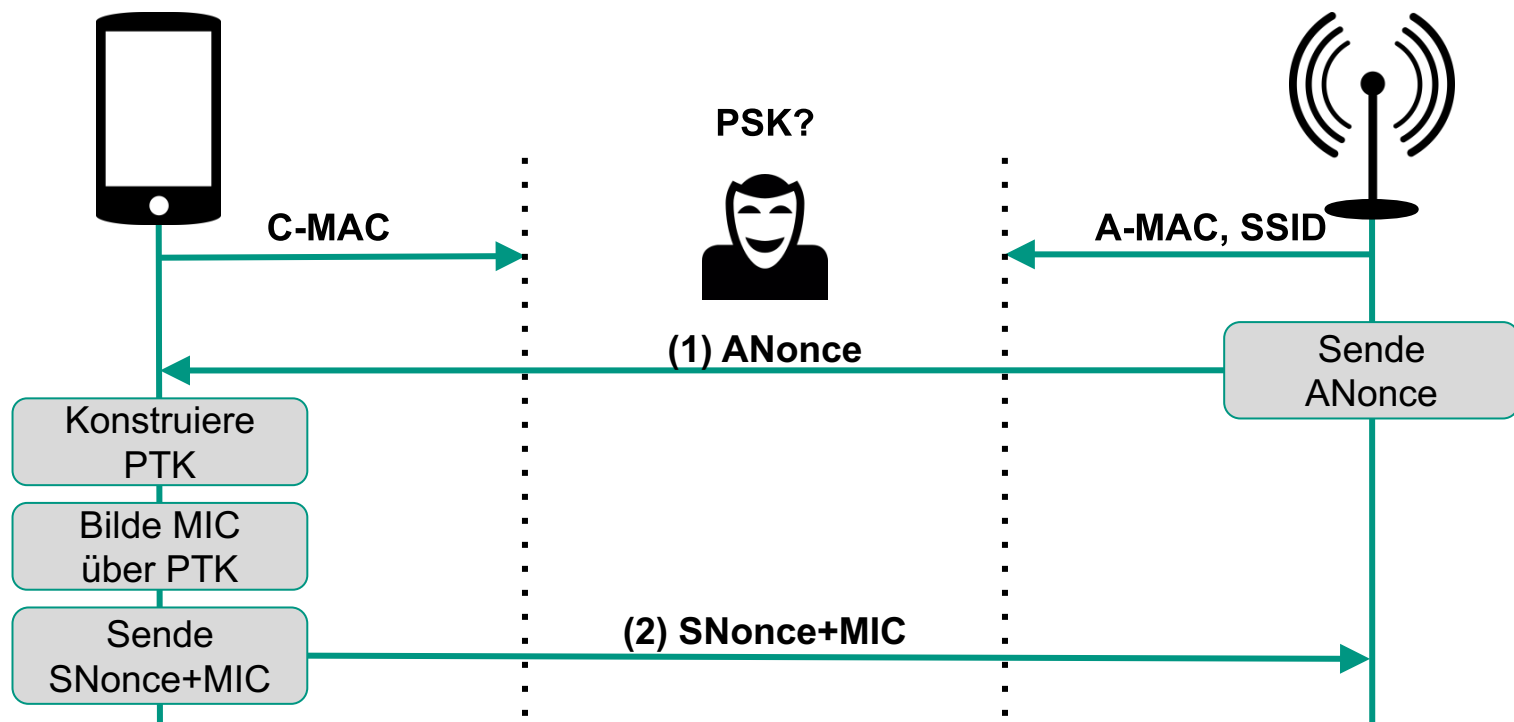 PSK?
C-MAC
A-MAC, SSID
(1) ANonce
Sende
ANonce
Konstruiere
PTK
Bilde MIC
über PTK
Sende
SNonce+MIC
(2) SNonce+MIC